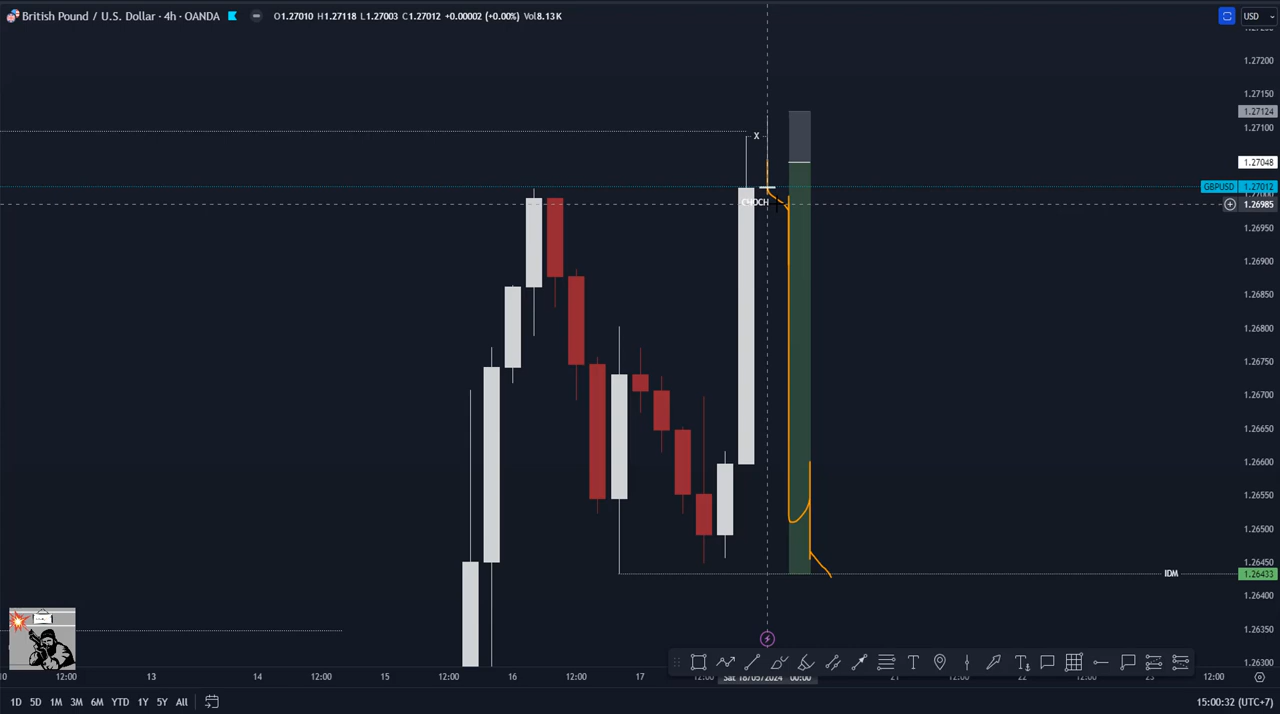 British Pound / U.S. Dollar · 4h · OANDA O1.27010 H1.27118 L1.27003 C1.27012 +0.00002 (+0.00%) Vol8.13K USD
1.27200
1.27150
1.27124
1.27100
X
1.27048
GBPUSD 1.27012
CHOCH
1.26985
1.26950
1.26900
1.26850
1.26800
1.26750
1.26700
1.26650
1.26600
1.26550
1.26500
1.26450
IDM 1.26433
1.26400
1.26350
1.26300
12:00 13 12:00 14 12:00 15 12:00 16 12:00 17 12:00 Sat 18/05/2024 00:00 21 12:00 22 12:00 23 12:00
1D 5D 1M 3M 6M YTD 1Y 5Y All 15:00:32 (UTC+7)